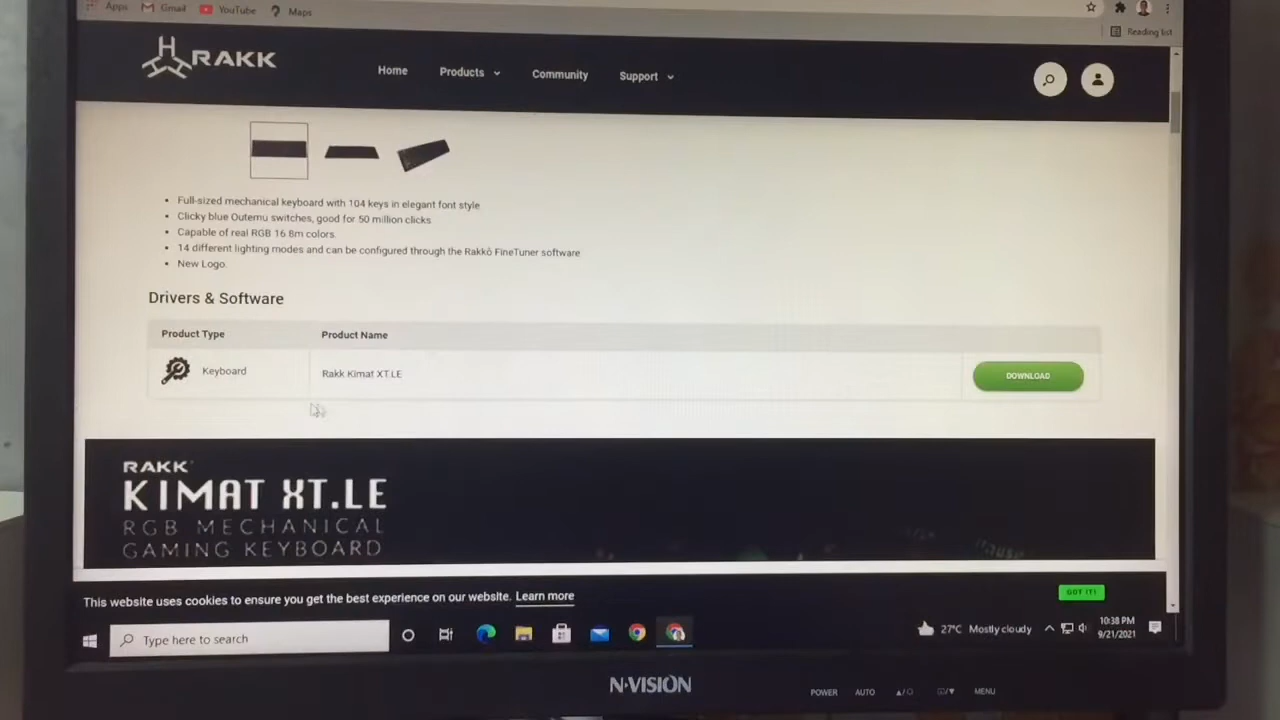 Apps Gmail YouTube Maps
Reading list
RAKK Home Products Community Support
Full-sized mechanical keyboard with 104 keys in elegant font style
Clicky blue Outemu switches, good for 50 million clicks
Capable of real RGB 16.8m colors.
14 different lighting modes and can be configured through the Rakk FineTuner software
New Logo.
Drivers & Software
Product Type Product Name
Keyboard Rakk Kimat XT.LE DOWNLOAD
RAKK
KIMAT XT.LE
RGB MECHANICAL
GAMING KEYBOARD
This website uses cookies to ensure you get the best experience on our website. Learn more GOT IT!
Type here to search 27°C Mostly cloudy 10:38 PM
9/21/2021
N·VISION
POWER AUTO MENU